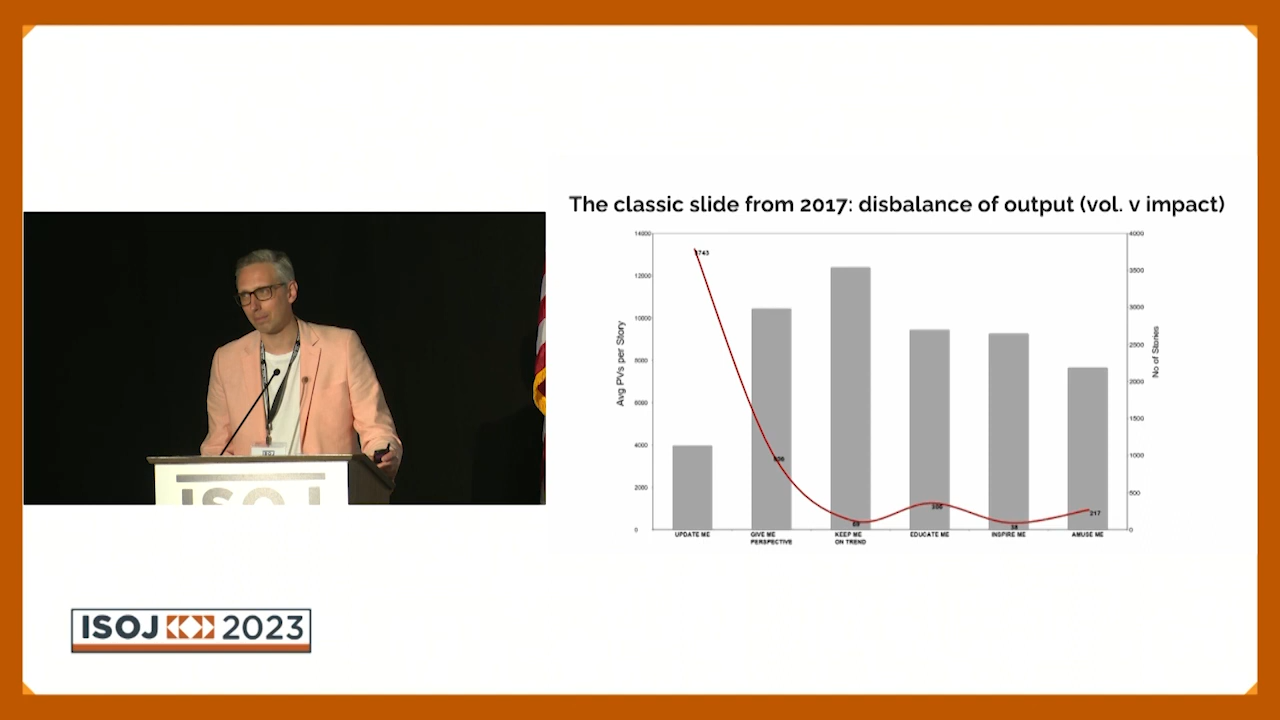 The classic slide from 2017: disbalance of output (vol. v impact)
14000
12000
10000
8000
6000
4000
2000
0
Avg PVs per Story
4000
3500
3000
2500
2000
1500
1000
500
0
No of Stories
3743
217
UPDATE ME
GIVE ME
PERSPECTIVE
KEEP ME
ON TREND
EDUCATE ME
INSPIRE ME
AMUSE ME
ISOJ
ISOJ 2023